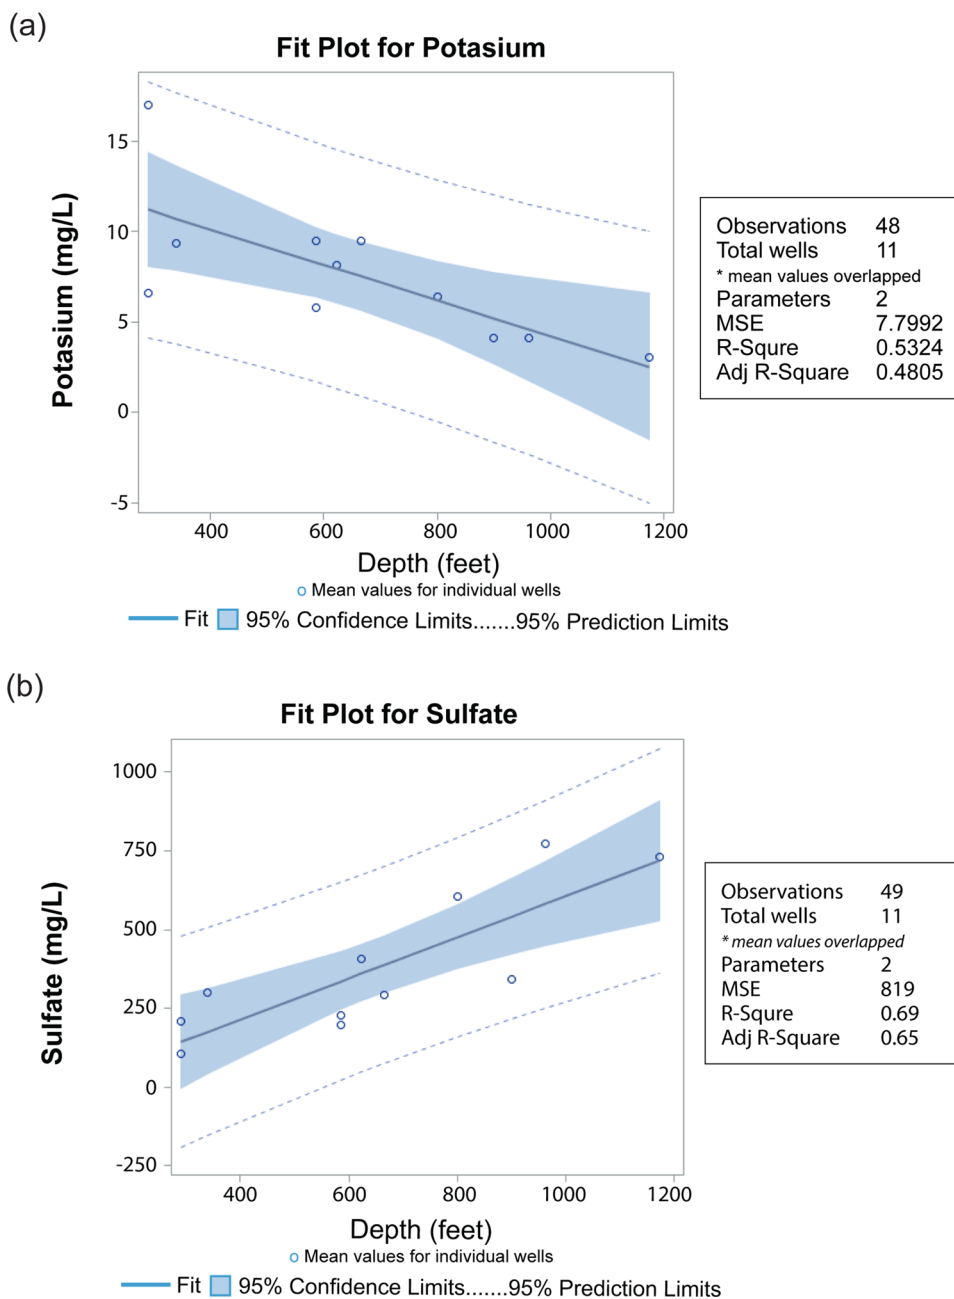 (a)
Fit Plot for Potasium
Potasium (mg/L)
15
10
5
0
-5
400 600 800 1000 1200
Depth (feet)
o Mean values for individual wells
Fit 95% Confidence Limits.......95% Prediction Limits
Observations 48
Total wells 11
* mean values overlapped
Parameters 2
MSE 7.7992
R-Squre 0.5324
Adj R-Square 0.4805
(b)
Fit Plot for Sulfate
Sulfate (mg/L)
1000
750
500
250
0
-250
400 600 800 1000 1200
Depth (feet)
o Mean values for individual wells
Fit 95% Confidence Limits.......95% Prediction Limits
Observations 49
Total wells 11
* mean values overlapped
Parameters 2
MSE 819
R-Squre 0.69
Adj R-Square 0.65